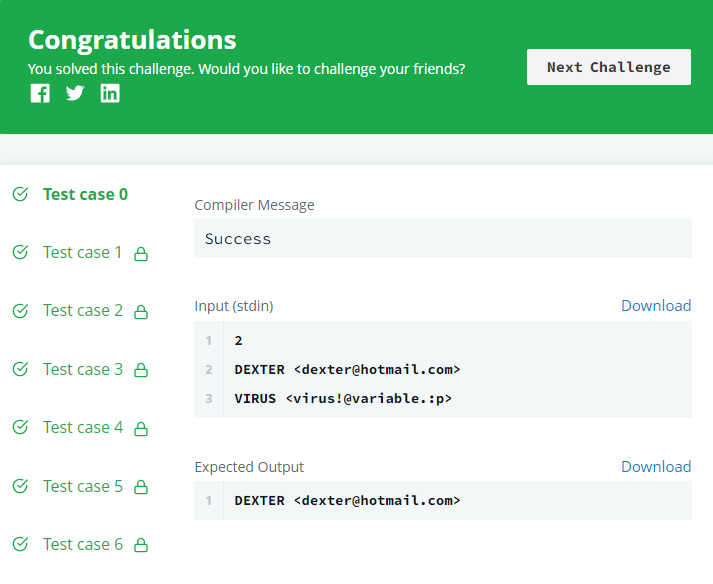 Congratulations
You solved this challenge. Would you like to challenge your friends?
Next Challenge
Test case 0
Test case 1
Test case 2
Test case 3
Test case 4
Test case 5
Test case 6
Compiler Message
Success
Input (stdin)
Download
1 2
2 DEXTER <dexter@hotmail.com>
3 VIRUS <virus!@variable.:p>
Expected Output
Download
1 DEXTER <dexter@hotmail.com>